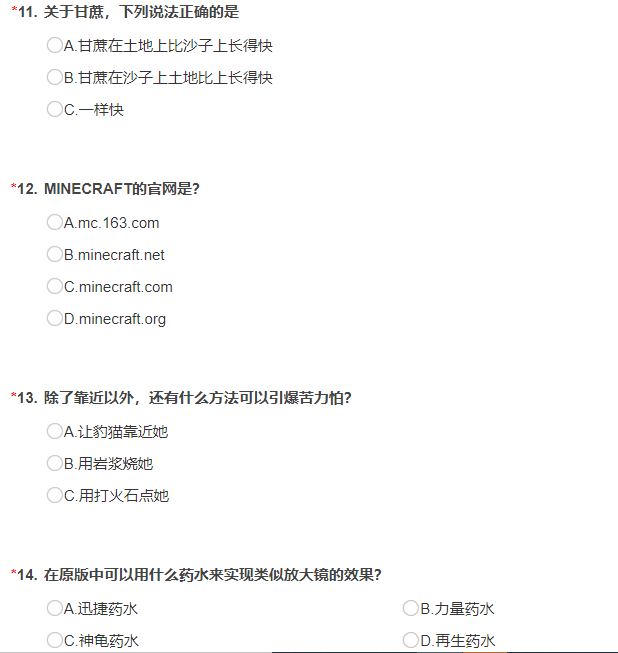 *11. 关于甘蔗，下列说法正确的是
A.甘蔗在土地上比沙子上长得快
B.甘蔗在沙子上土地比上长得快
C.一样快
*12. MINECRAFT的官网是?
A.mc.163.com
B.minecraft.net
C.minecraft.com
D.minecraft.org
*13. 除了靠近以外，还有什么方法可以引爆苦力怕?
A.让豹猫靠近她
B.用岩浆烧她
C.用打火石点她
*14. 在原版中可以用什么药水来实现类似放大镜的效果?
A.迅捷药水
B.力量药水
C.神龟药水
D.再生药水